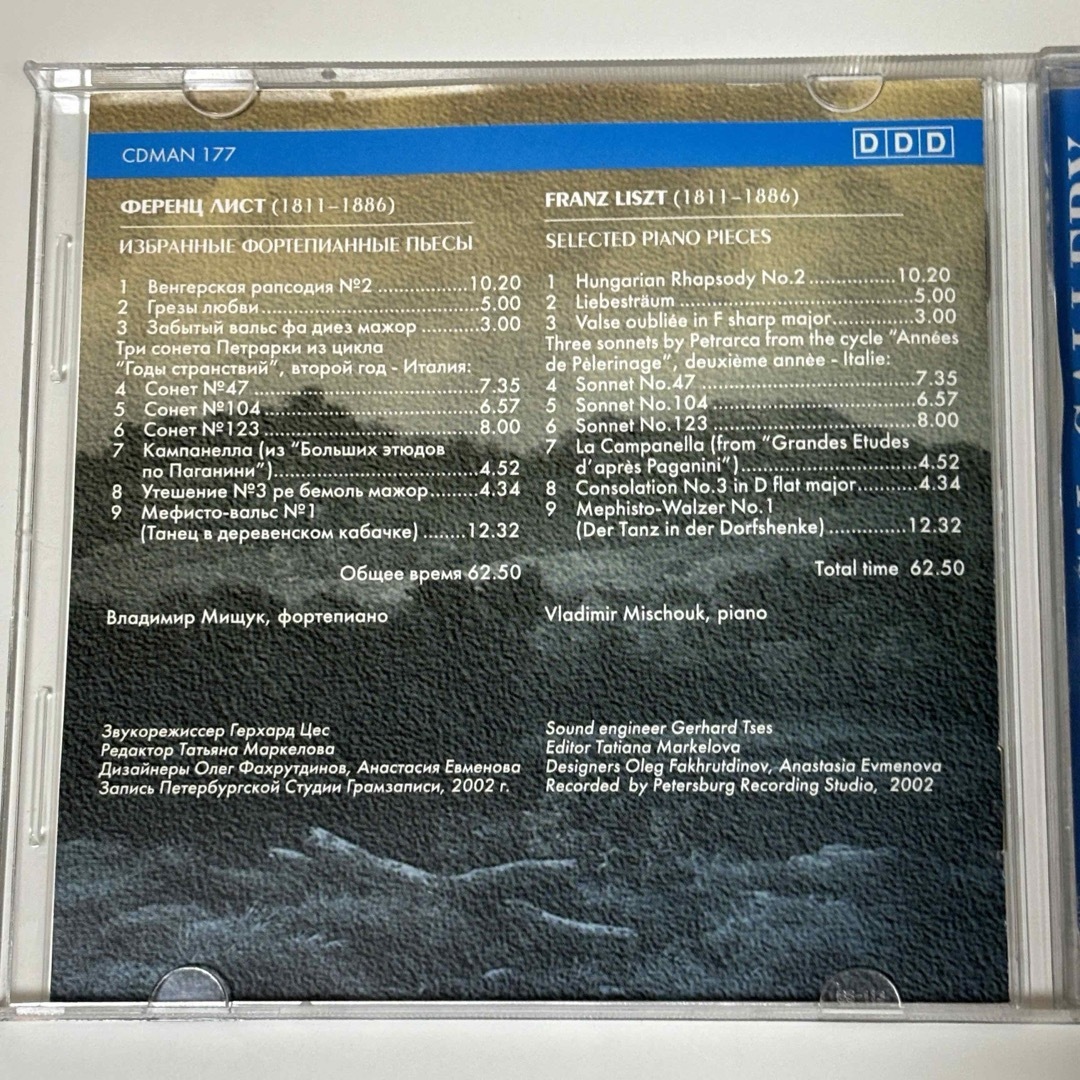 CDMAN 177
DDD
ФЕРЕНЦ ЛИСТ (1811–1886)
ИЗБРАННЫЕ ФОРТЕПИАННЫЕ ПЬЕСЫ
1 Венгерская рапсодия №2 ................10.20
2 Грезы любви......................................5.00
3 Забытый вальс фа диез мажор ..........3.00
Три сонета Петрарки из цикла
"Годы странствий", второй год - Италия:
4 Сонет №47 .......................................7.35
5 Сонет №104 .....................................6.57
6 Сонет №123 .....................................8.00
7 Кампанелла (из "Больших этюдов
по Паганини")...................................4.52
8 Утешение №3 ре бемоль мажор........4.34
9 Мефисто-вальс №1
(Танец в деревенском кабачке) ........12.32
Общее время 62.50
Владимир Мищук, фортепиано
Звукорежиссер Герхард Цес
Редактор Татьяна Маркелова
Дизайнеры Олег Фахрутдинов, Анастасия Евменова
Запись Петербургской Студии Грамзаписи, 2002 г.
FRANZ LISZT (1811–1886)
SELECTED PIANO PIECES
1 Hungarian Rhapsody No.2 ...............10.20
2 Liebesträum ........................................5.00
3 Valse oubliée in F sharp major..............3.00
Three sonnets by Petrarca from the cycle "Années
de Pèlerinage", deuxième annèe - Italie:
4 Sonnet No.47 .....................................7.35
5 Sonnet No.104 ...................................6.57
6 Sonnet No.123 ...................................8.00
7 La Campanella (from "Grandes Etudes
d'après Paganini")..............................4.52
8 Consolation No.3 in D flat major..........4.34
9 Mephisto-Walzer No.1
(Der Tanz in der Dorfshenke) .............12.32
Total time 62.50
Vladimir Mischouk, piano
Sound engineer Gerhard Tses
Editor Tatiana Markelova
Designers Oleg Fakhrutdinov, Anastasia Evmenova
Recorded by Petersburg Recording Studio, 2002